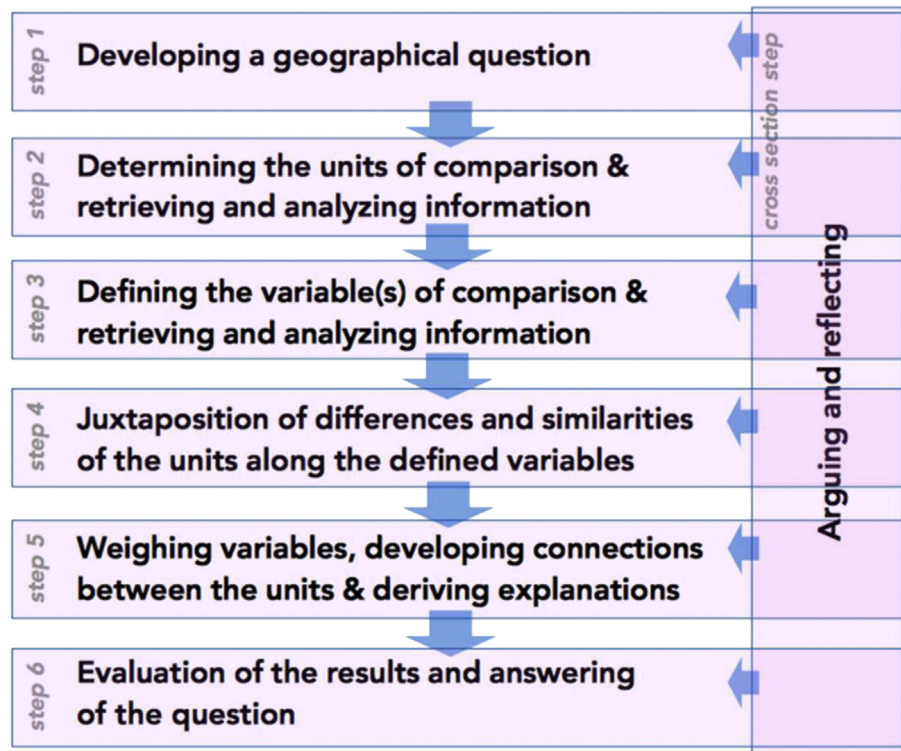 step 1
Developing a geographical question
step 2
Determining the units of comparison &
retrieving and analyzing information
step 3
Defining the variable(s) of comparison &
retrieving and analyzing information
step 4
Juxtaposition of differences and similarities
of the units along the defined variables
step 5
Weighing variables, developing connections
between the units & deriving explanations
step 6
Evaluation of the results and answering
of the question
cross section step
Arguing and reflecting